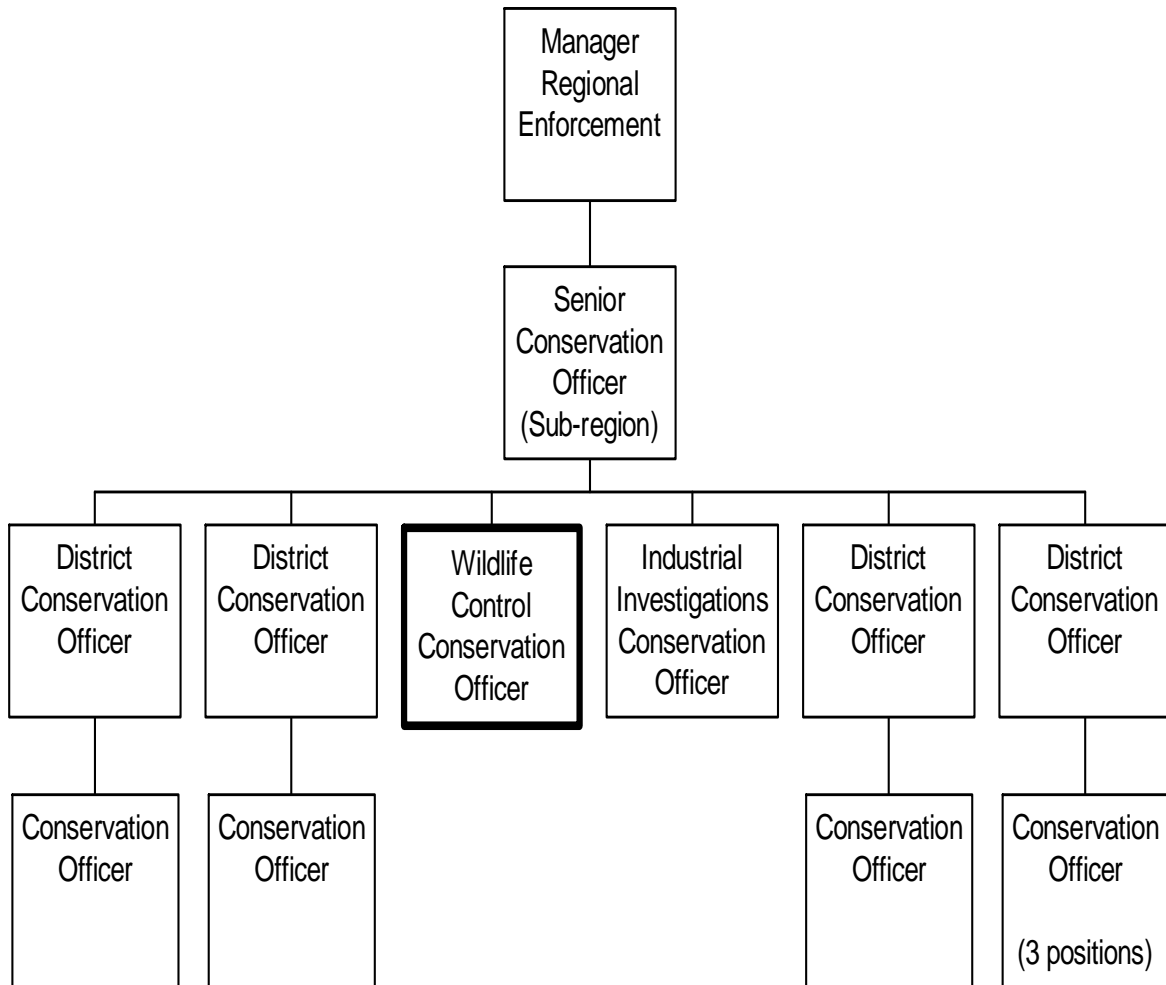 Manager
Regional
Enforcement
Senior
Conservation
Officer
(Sub-region)
District
Conservation
Officer
District
Conservation
Officer
Wildlife
Control
Conservation
Officer
Industrial
Investigations
Conservation
Officer
District
Conservation
Officer
District
Conservation
Officer
Conservation
Officer
Conservation
Officer
Conservation
Officer
Conservation
Officer
(3 positions)